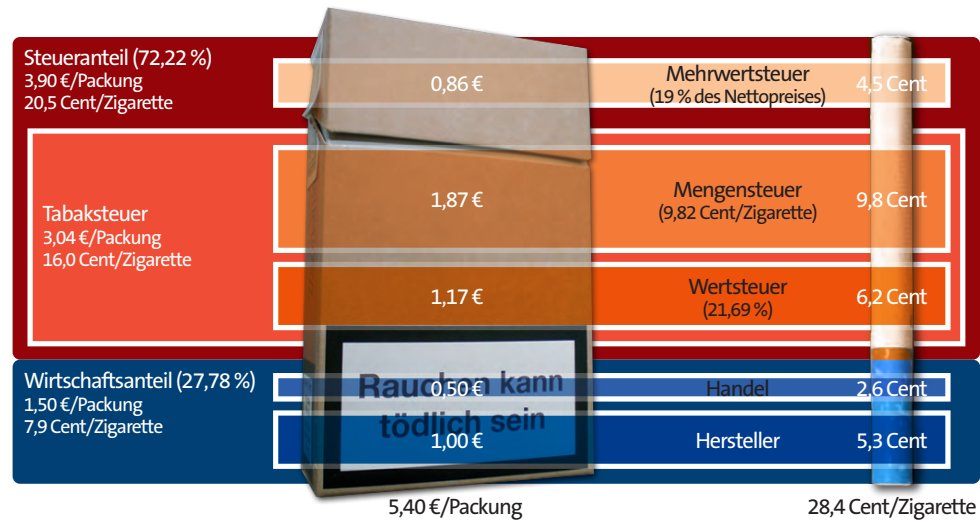 Steueranteil (72,22 %)
3,90 €/Packung
20,5 Cent/Zigarette
0,86 €
Mehrwertsteuer
(19 % des Nettopreises)
4,5 Cent
Tabaksteuer
3,04 €/Packung
16,0 Cent/Zigarette
1,87 €
Mengensteuer
(9,82 Cent/Zigarette)
9,8 Cent
1,17 €
Wertsteuer
(21,69 %)
6,2 Cent
Wirtschaftsanteil (27,78 %)
1,50 €/Packung
7,9 Cent/Zigarette
Rauchen kann
tödlich sein
0,50 €
Handel
2,6 Cent
1,00 €
Hersteller
5,3 Cent
5,40 €/Packung
28,4 Cent/Zigarette